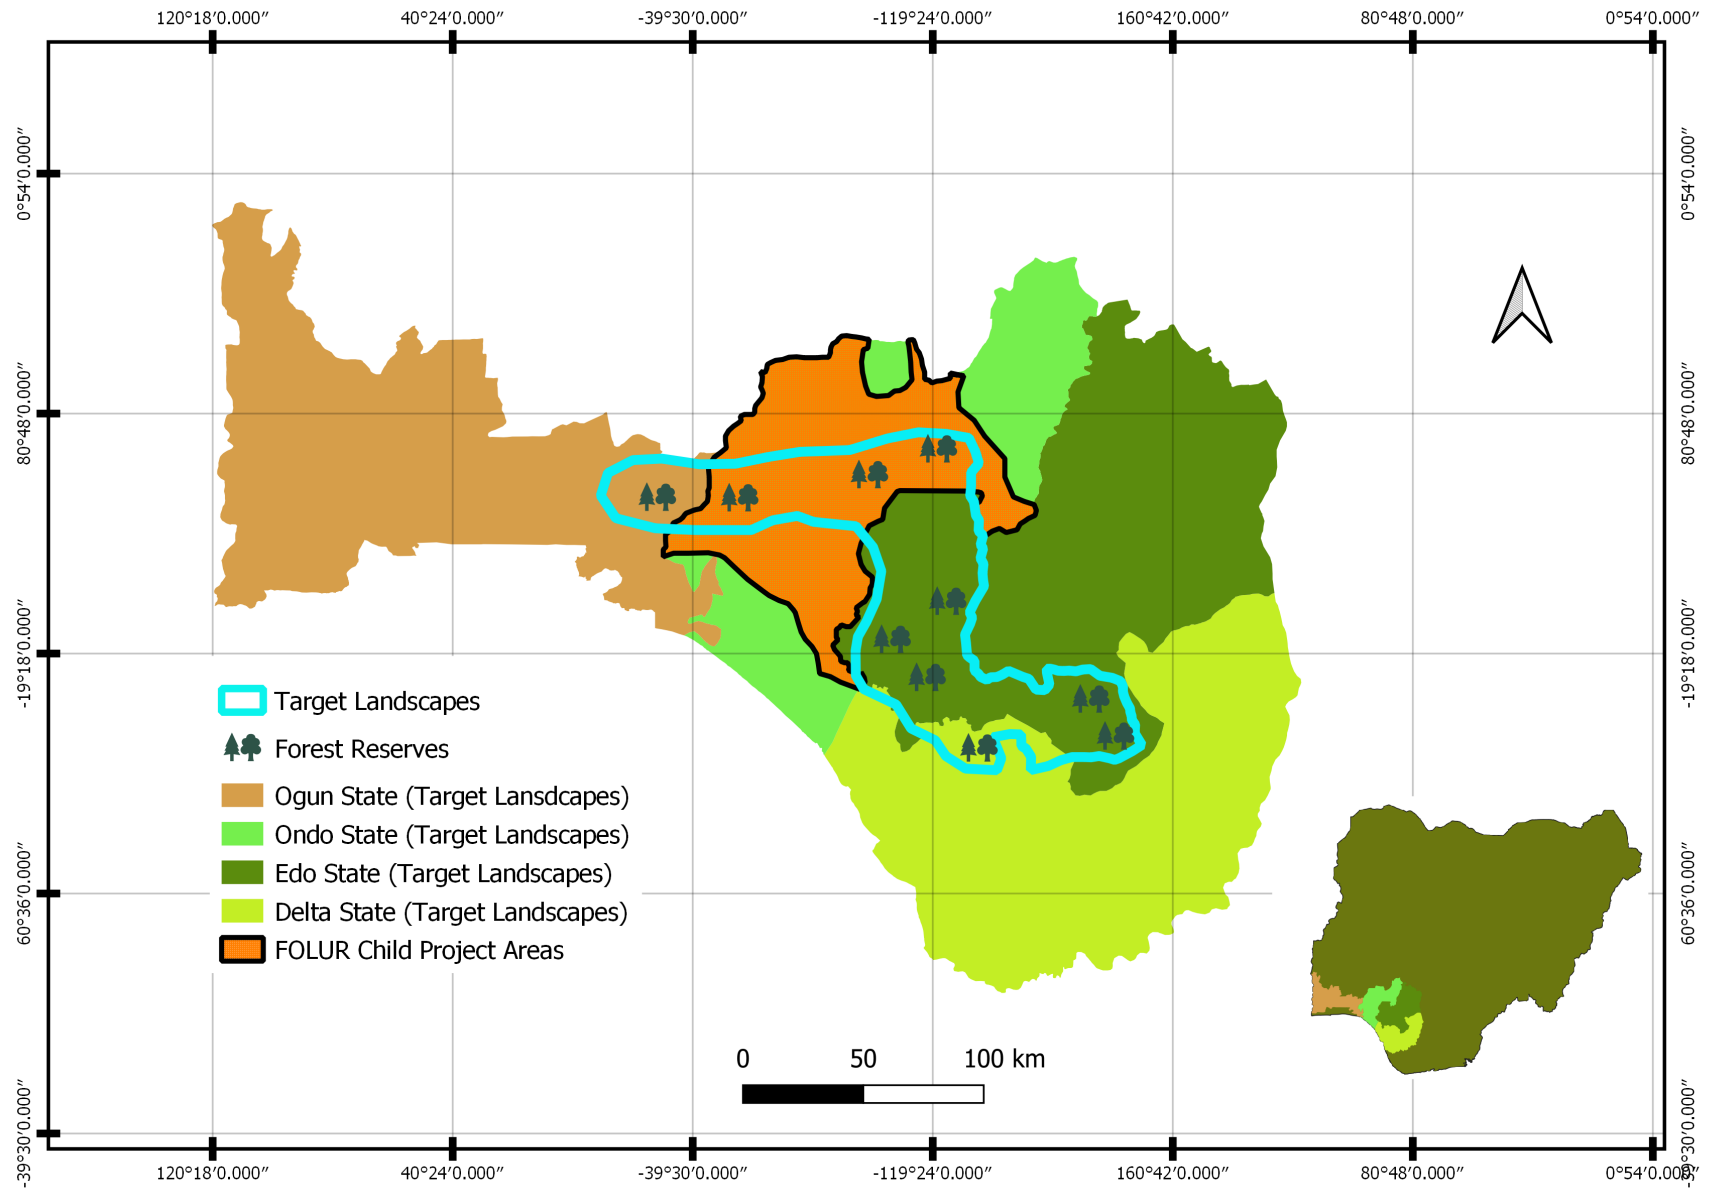 120°18′0.000″ 40°24′0.000″ -39°30′0.000″ -119°24′0.000″ 160°42′0.000″ 80°48′0.000″ 0°54′0.000″
0°54′0.000″ 0°54′0.000″
80°48′0.000″ 80°48′0.000″
-19°18′0.000″ -19°18′0.000″
Target Landscapes
Forest Reserves
Ogun State (Target Lansdcapes)
Ondo State (Target Landscapes)
Edo State (Target Landscapes)
Delta State (Target Landscapes)
FOLUR Child Project Areas
60°36′0.000″ 60°36′0.000″
0 50 100 km
-39°30′0.000″ -39°30′0.000″
120°18′0.000″ 40°24′0.000″ -39°30′0.000″ -119°24′0.000″ 160°42′0.000″ 80°48′0.000″ 0°54′0.000″